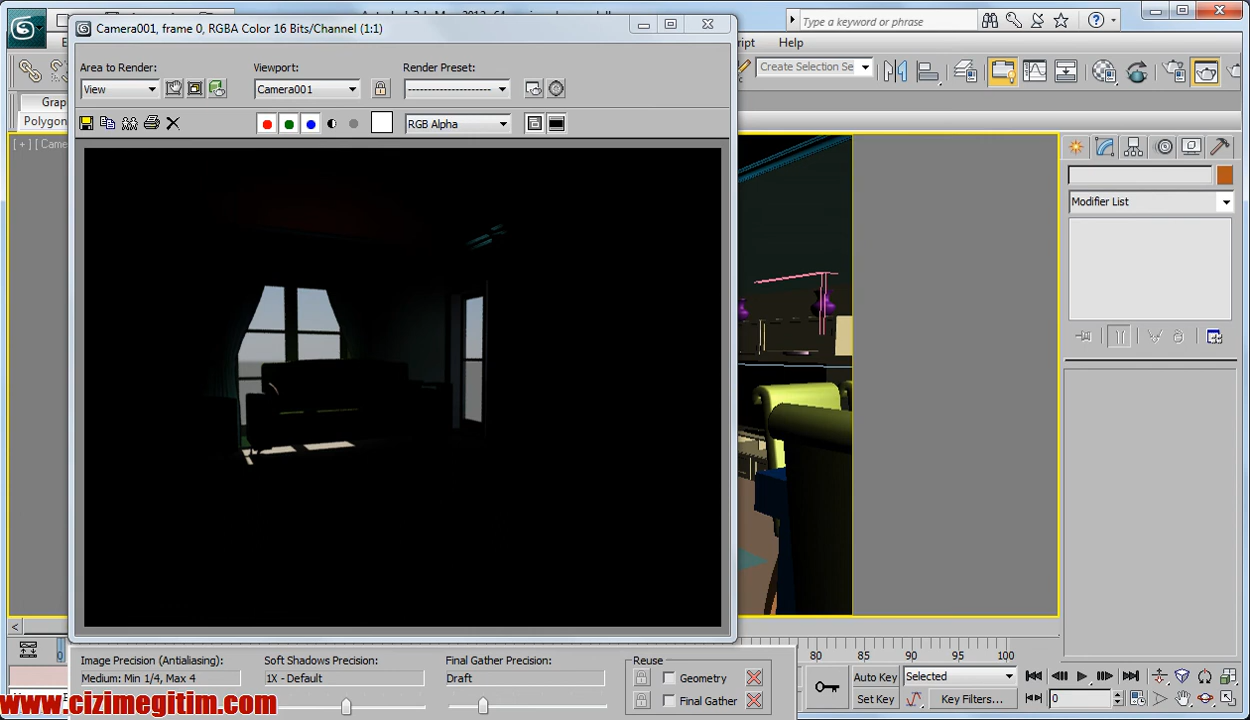 Camera001, frame 0, RGBA Color 16 Bits/Channel (1:1)
Type a keyword or phrase
Help
Area to Render:
Viewport:
Render Preset:
View
Camera001
RGB Alpha
Create Selection Se
Grap
Polygon
[ + ] [ Came
Modifier List
80 85 90 95 100
Image Precision (Antialiasing):
Soft Shadows Precision:
Final Gather Precision:
Reuse
Medium: Min 1/4, Max 4
1X - Default
Draft
Geometry
Final Gather
Auto Key
Selected
Set Key
Key Filters...
0
www.cizimegitim.com